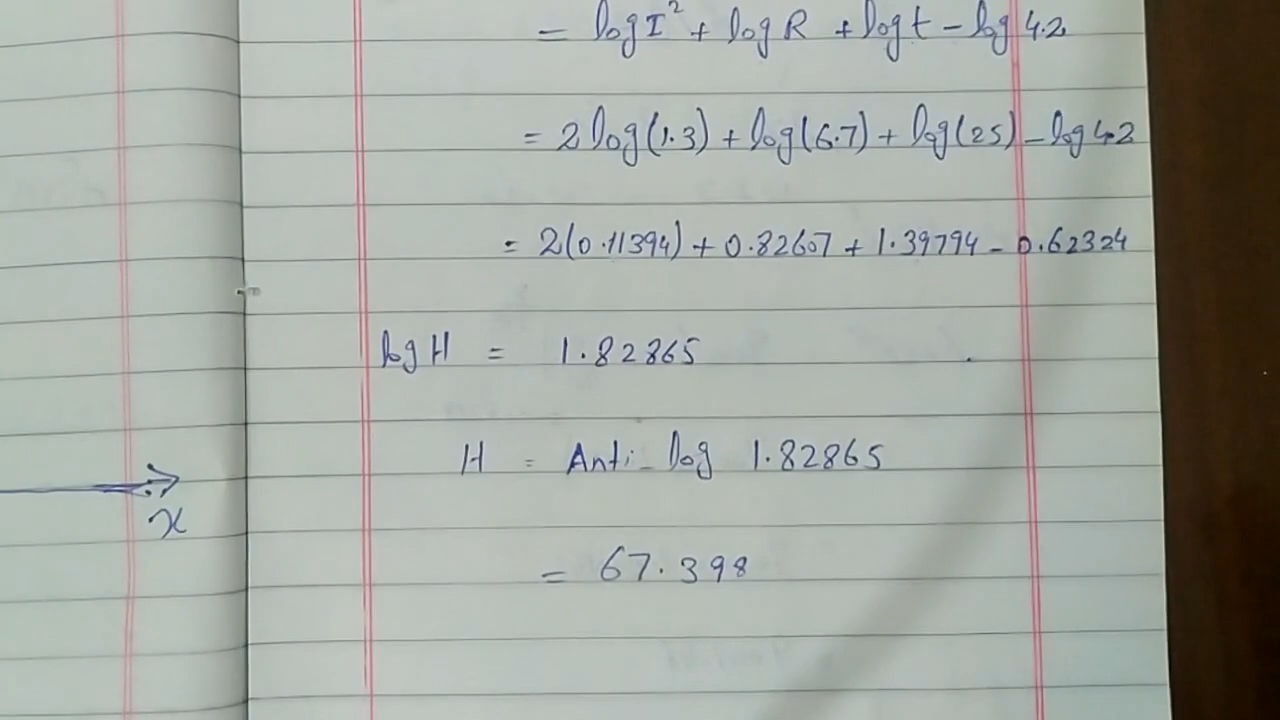 = log I² + log R + log t - log 4.2
= 2 log(1.3) + log(6.7) + log(25) - log 4.2
= 2(0.11394) + 0.82607 + 1.39794 - 0.62324
log H = 1.82865
H = Anti-log 1.82865
x
= 67.398